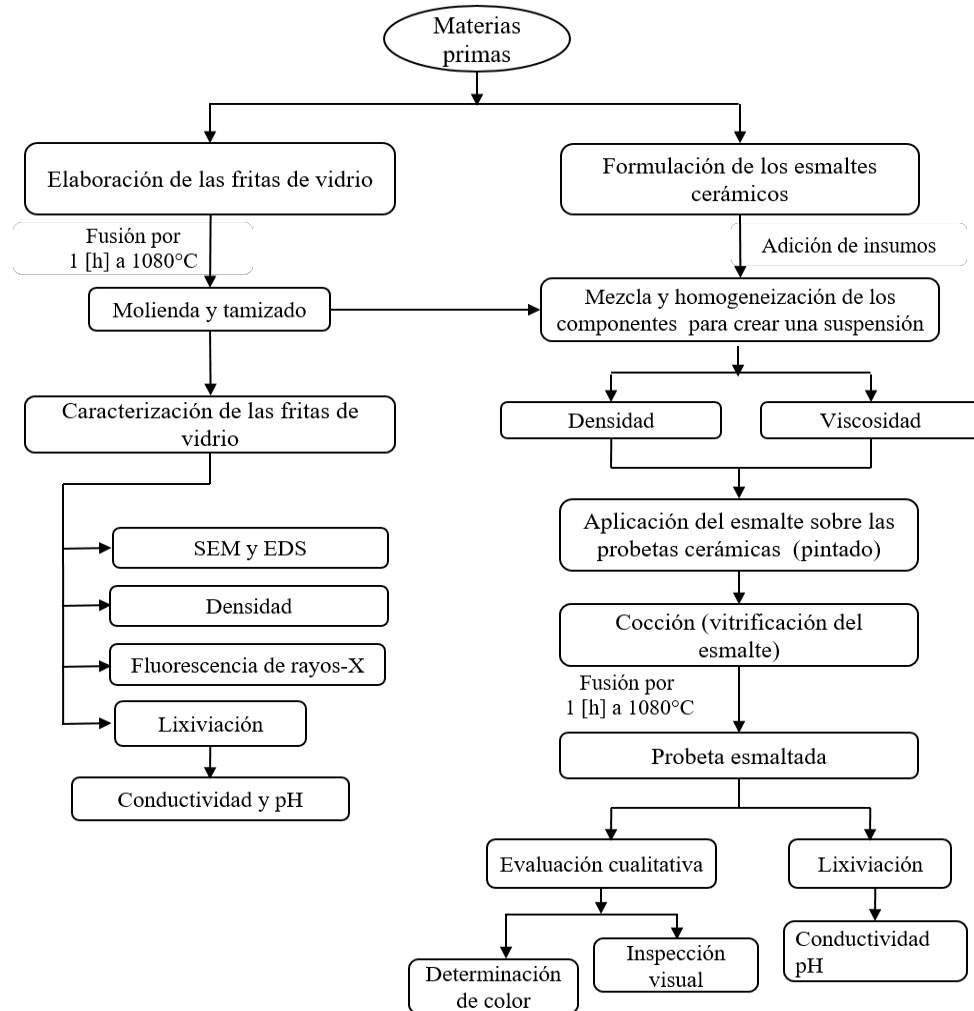 Materias
primas
Elaboración de las fritas de vidrio
Formulación de los esmaltes
cerámicos
Fusión por
1 [h] a 1080°C
Adición de insumos
Molienda y tamizado
Mezcla y homogeneización de los
componentes  para crear una suspensión
Caracterización de las fritas de
vidrio
Densidad
Viscosidad
SEM y EDS
Densidad
Fluorescencia de rayos-X
Lixiviación
Conductividad y pH
Aplicación del esmalte sobre las
probetas cerámicas  (pintado)
Cocción (vitrificación del
esmalte)
Fusión por
1 [h] a 1080°C
Probeta esmaltada
Evaluación cualitativa
Lixiviación
Determinación
de color
Inspección
visual
Conductividad
pH